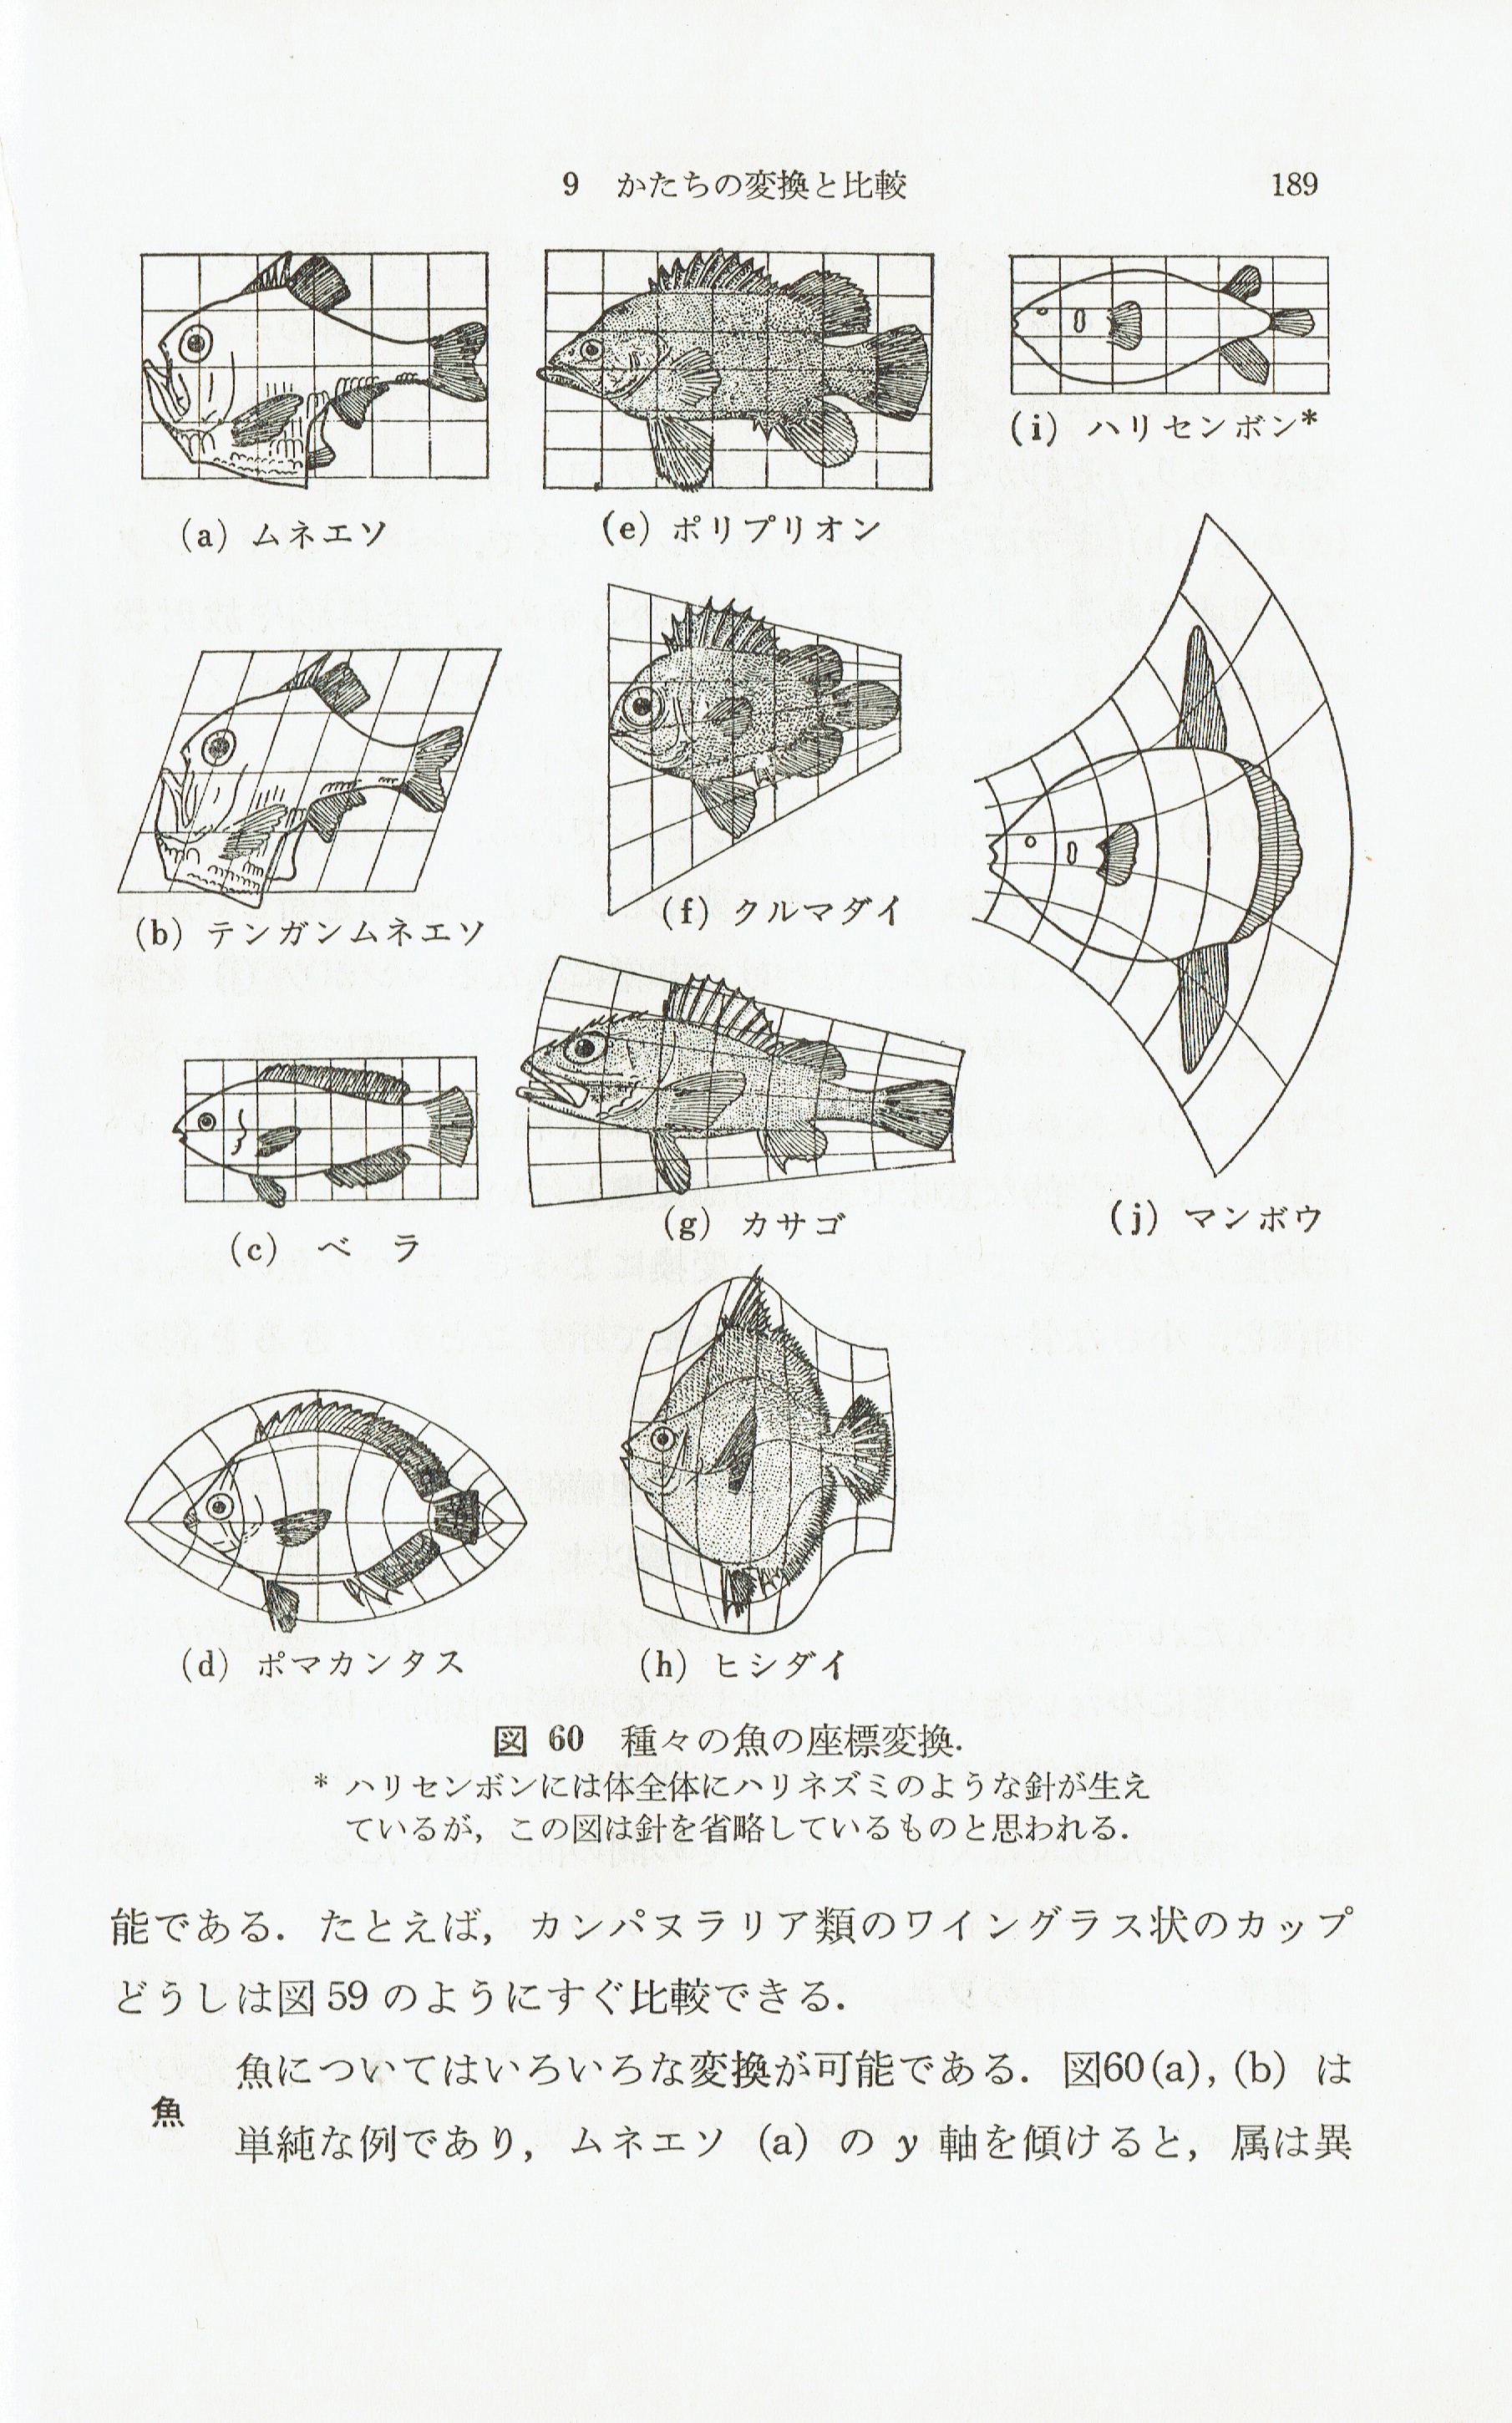 9 かたちの変換と比較 189
(a) ムネエソ
(e) ポリプリオン
(i) ハリセンボン*
(b) テンガンムネエソ
(f) クルマダイ
(c) ベ ラ
(g) カサゴ
(j) マンボウ
(d) ポマカンタス
(h) ヒシダイ
図 60 種々の魚の座標変換.
* ハリセンボンには体全体にハリネズミのような針が生え
ているが，この図は針を省略しているものと思われる．
能である．たとえば，カンパヌラリア類のワイングラス状のカップ
どうしは図59のようにすぐ比較できる．
魚
魚についてはいろいろな変換が可能である．図60(a), (b) は
単純な例であり，ムネエソ (a) の y 軸を傾けると，属は異